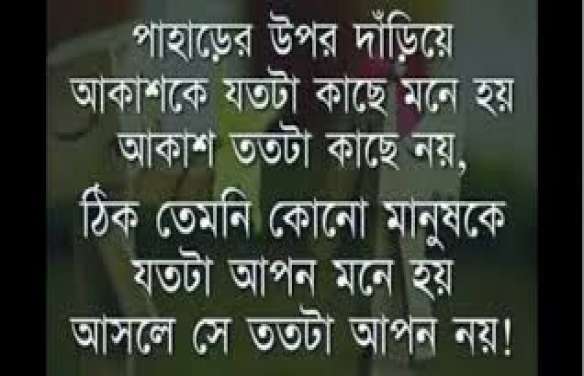 পাহাড়ের উপর দাঁড়িয়ে
আকাশকে যতটা কাছে মনে হয়
আকাশ ততটা কাছে নয়,
ঠিক তেমনি কোনো মানুষকে
যতটা আপন মনে হয়
আসলে সে ততটা আপন নয়!